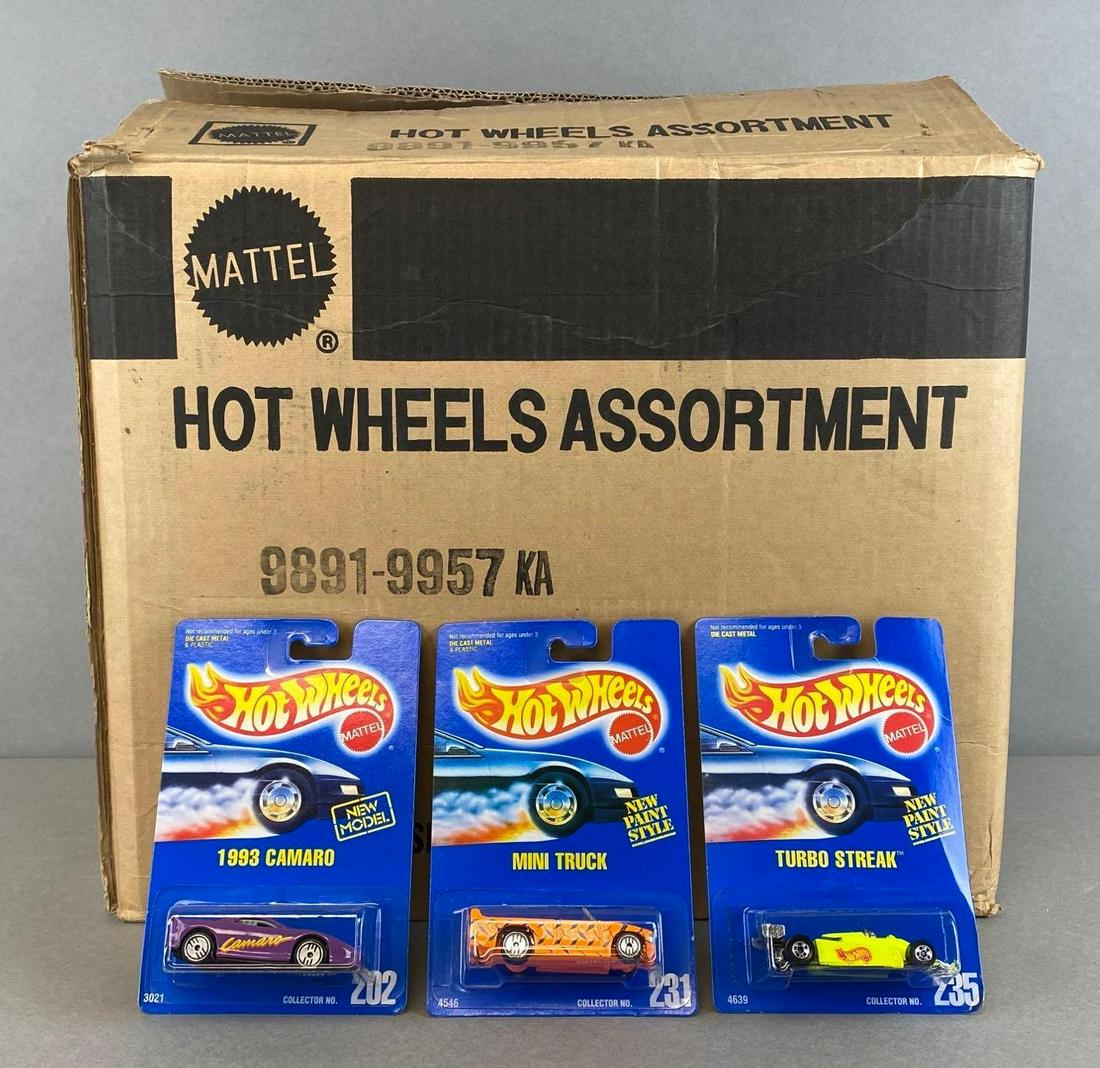 MATTEL
®
HOT WHEELS ASSORTMENT
9891-9957 KA
MATTEL
®
HOT WHEELS ASSORTMENT
9891-9957 KA
Not recommended for ages under 3
DIE CAST METAL
& PLASTIC
HOT WHEELS
MATTEL
®
NEW
MODEL
1993 CAMARO
Camaro
3021
COLLECTOR NO. 202
Not recommended for ages under 3
DIE CAST METAL
& PLASTIC
HOT WHEELS
MATTEL
®
NEW
PAINT
STYLE
MINI TRUCK
4546
COLLECTOR NO. 231
Not recommended for ages under 3
DIE CAST METAL
HOT WHEELS
MATTEL
®
NEW
PAINT
STYLE
TURBO STREAK™
4639
COLLECTOR NO. 235